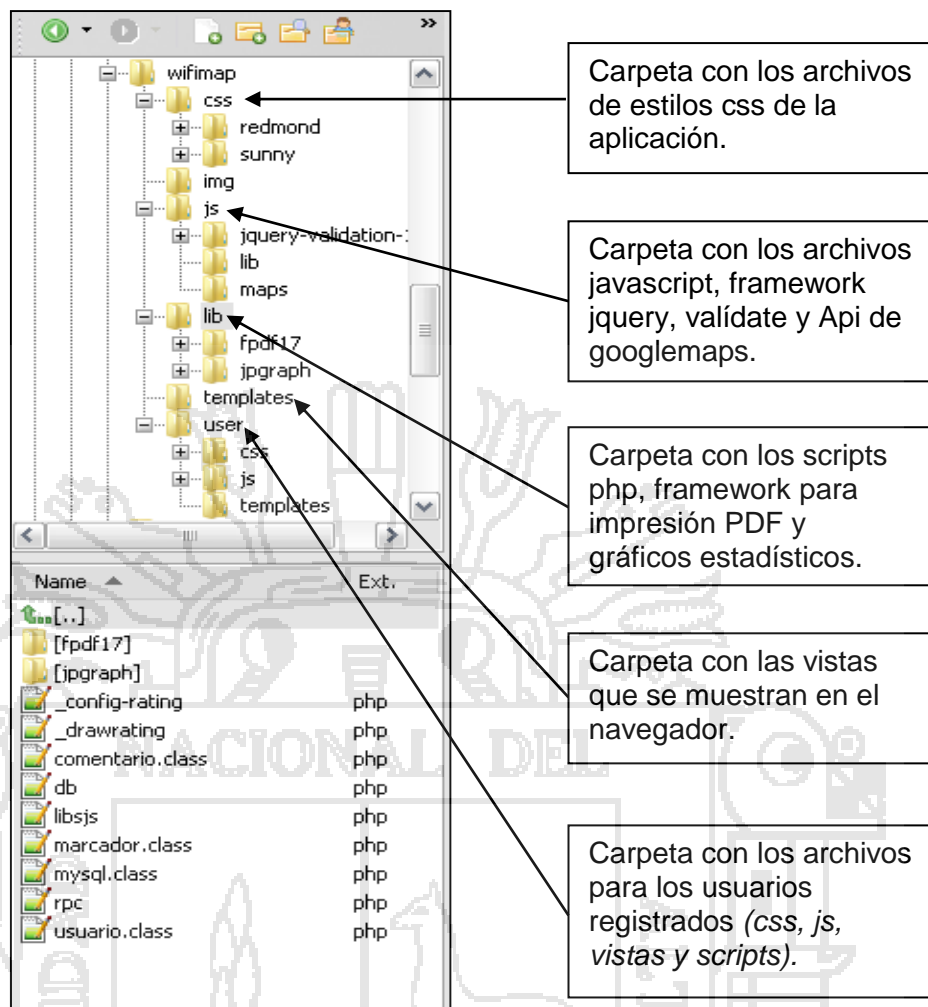 »
wifimap
css
redmond
sunny
img
js
jquery-validation-1
lib
maps
lib
fpdf17
jpgraph
templates
user
css
js
templates
Name Ext.
[..]
[fpdf17]
[jpgraph]
_config-rating php
_drawrating php
comentario.class php
db php
libsjs php
marcador.class php
mysql.class php
rpc php
usuario.class php
Carpeta con los archivos
de estilos css de la
aplicación.
Carpeta con los archivos
javascript, framework
jquery, valídate y Api de
googlemaps.
Carpeta con los scripts
php, framework para
impresión PDF y
gráficos estadísticos.
Carpeta con las vistas
que se muestran en el
navegador.
Carpeta con los archivos
para los usuarios
registrados (css, js,
vistas y scripts).
NACIONAL DEL